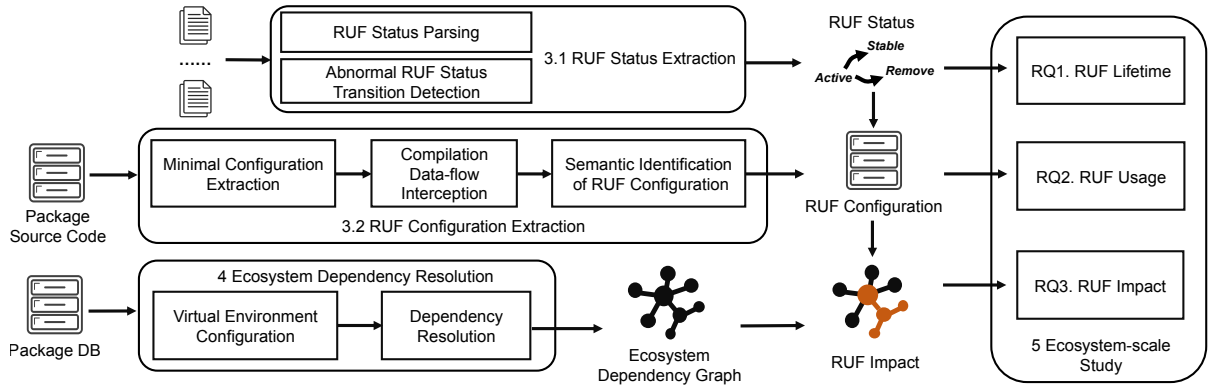 RUF Status Parsing
......
Abnormal RUF Status
Transition Detection
3.1 RUF Status Extraction
RUF Status
Stable
Active
Remove
RQ1. RUF Lifetime
Package
Source Code
Minimal Configuration
Extraction
Compilation
Data-flow
Interception
Semantic Identification
of RUF Configuration
3.2 RUF Configuration Extraction
RUF Configuration
RQ2. RUF Usage
Package DB
4 Ecosystem Dependency Resolution
Virtual Environment
Configuration
Dependency
Resolution
Ecosystem
Dependency Graph
RUF Impact
RQ3. RUF Impact
5 Ecosystem-scale
Study